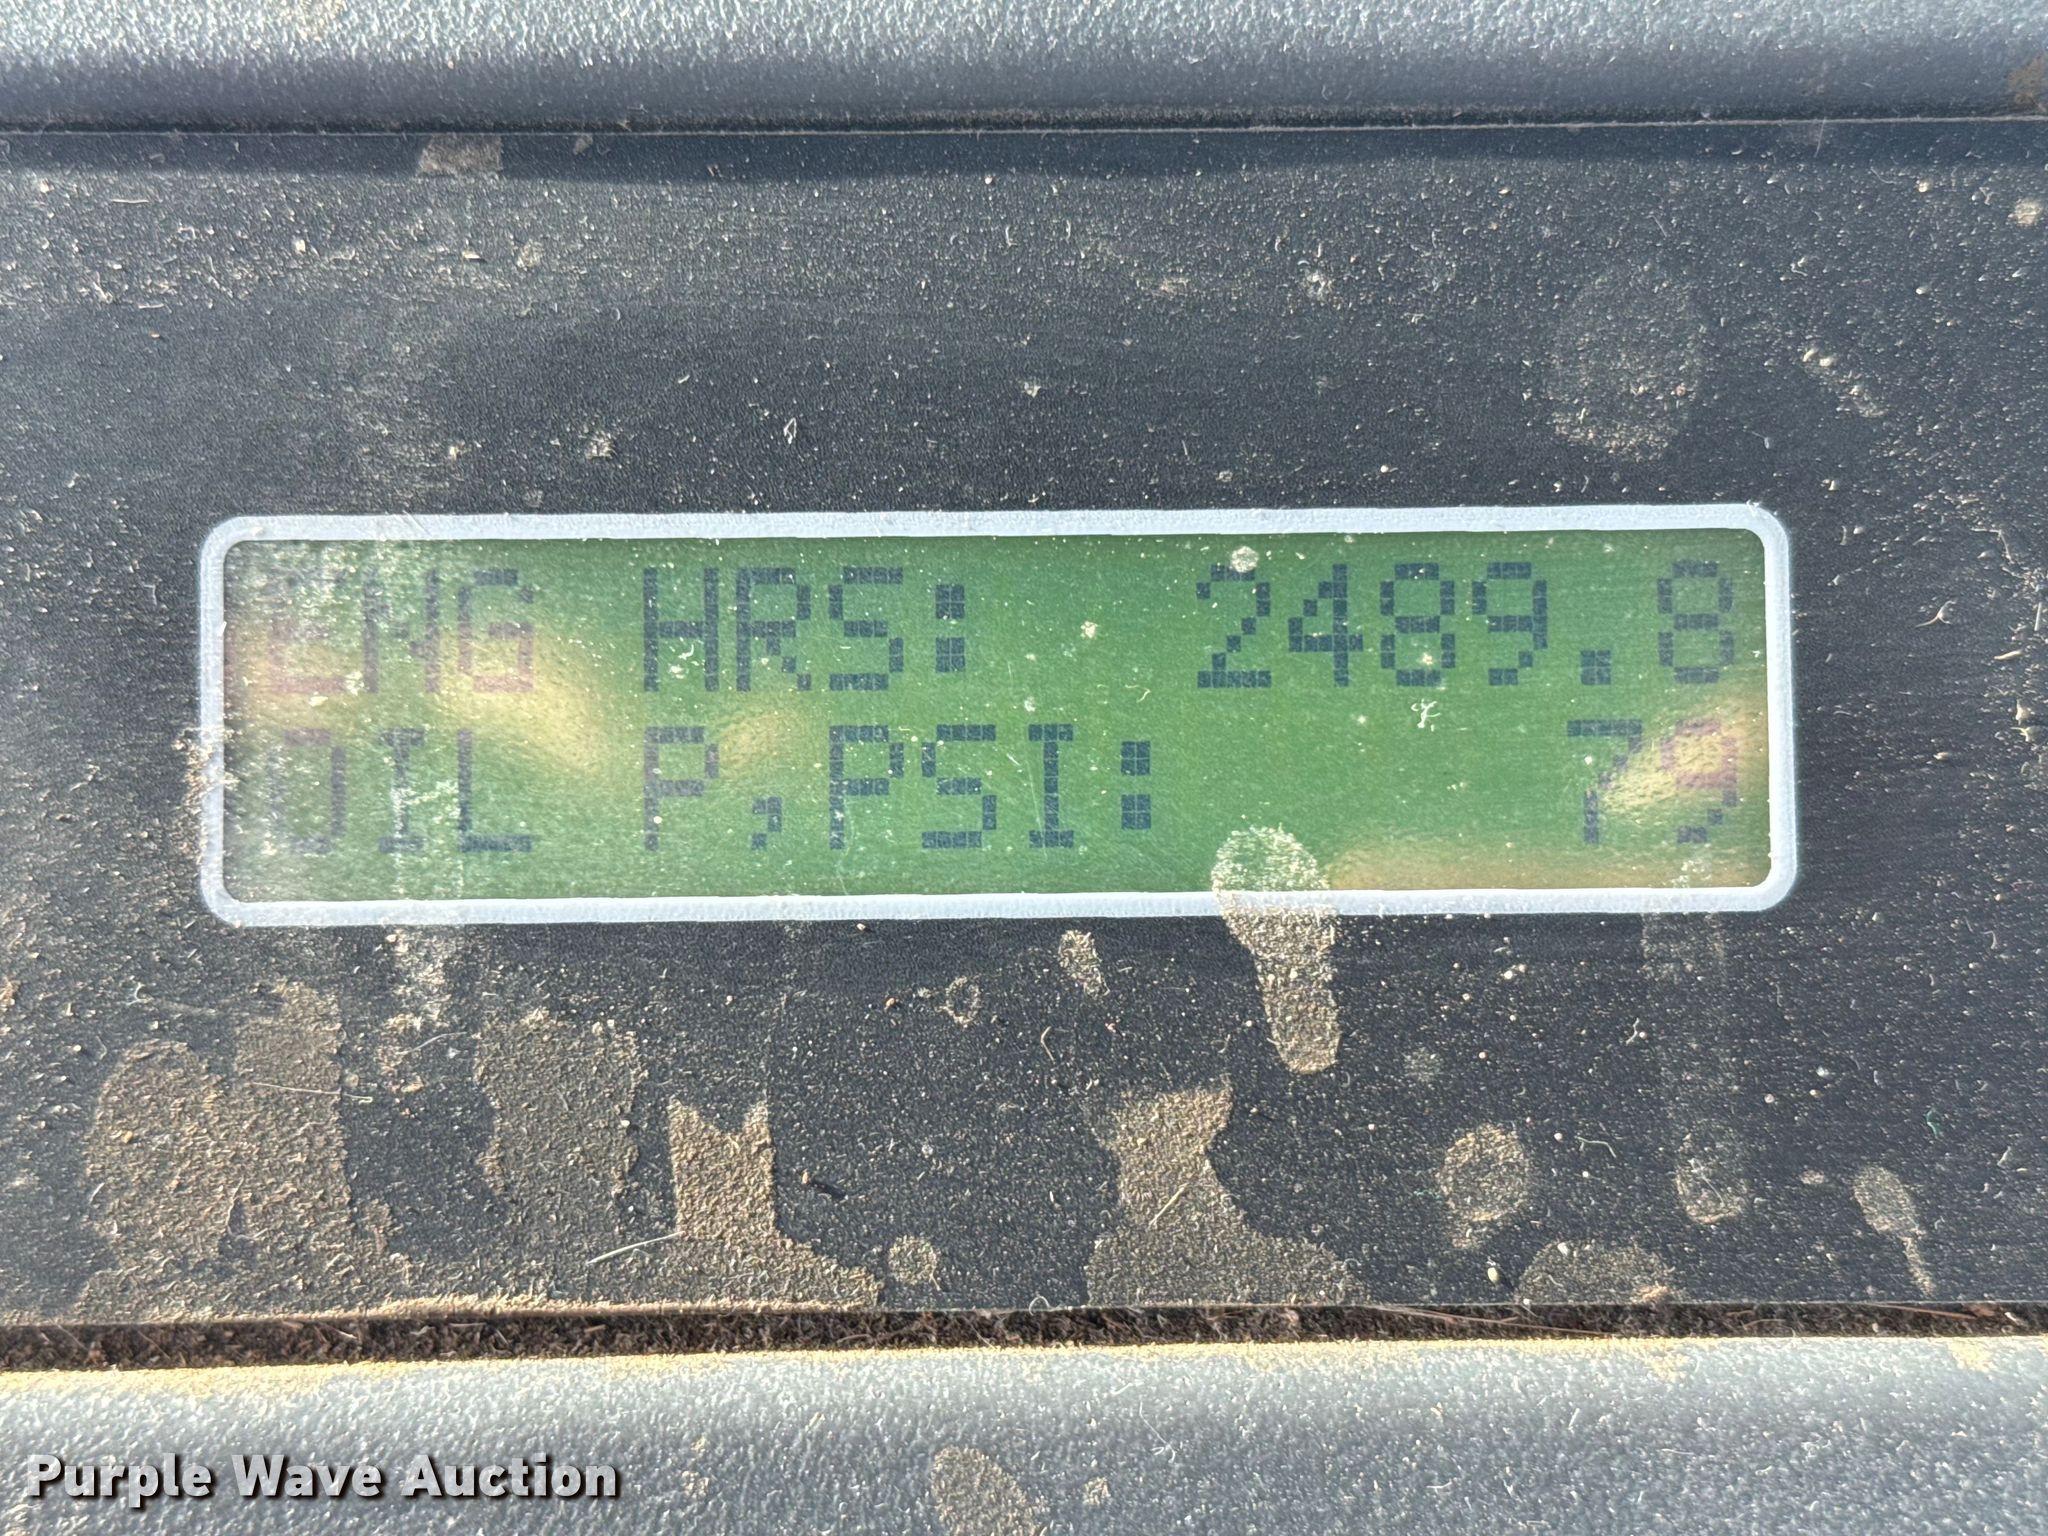 ENG HRS: 2489.8
OIL P,PSI: 79
Purple Wave Auction